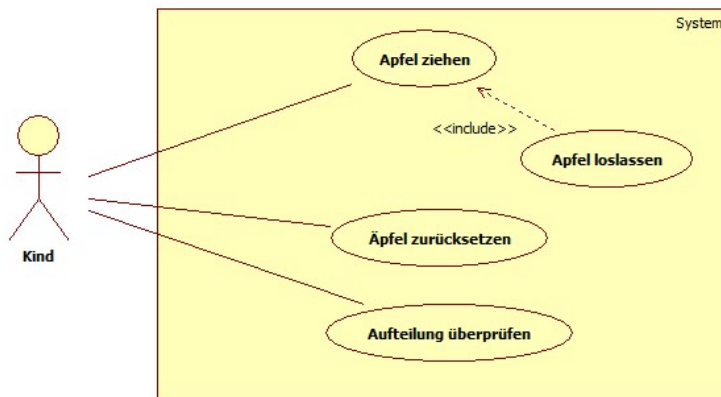 System
Apfel ziehen
<<include>>
Apfel loslassen
Äpfel zurücksetzen
Kind
Aufteilung überprüfen